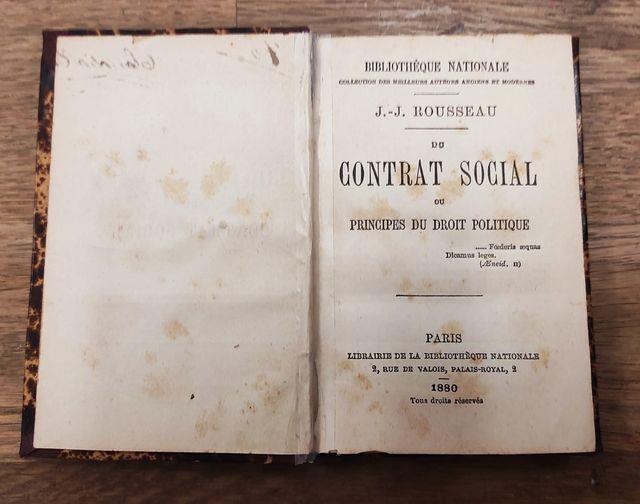 BIBLIOTHÈQUE NATIONALE
COLLECTION DES MEILLEURS AUTEURS ANCIENS ET MODERNES
J.-J. ROUSSEAU
DU
CONTRAT SOCIAL
OU
PRINCIPES DU DROIT POLITIQUE
..... Fœderis æquas
Dicamus leges.
(Æneid, II)
PARIS
LIBRAIRIE DE LA BIBLIOTHÈQUE NATIONALE
2, RUE DE VALOIS, PALAIS-ROYAL, 2
1880
Tous droits réservés